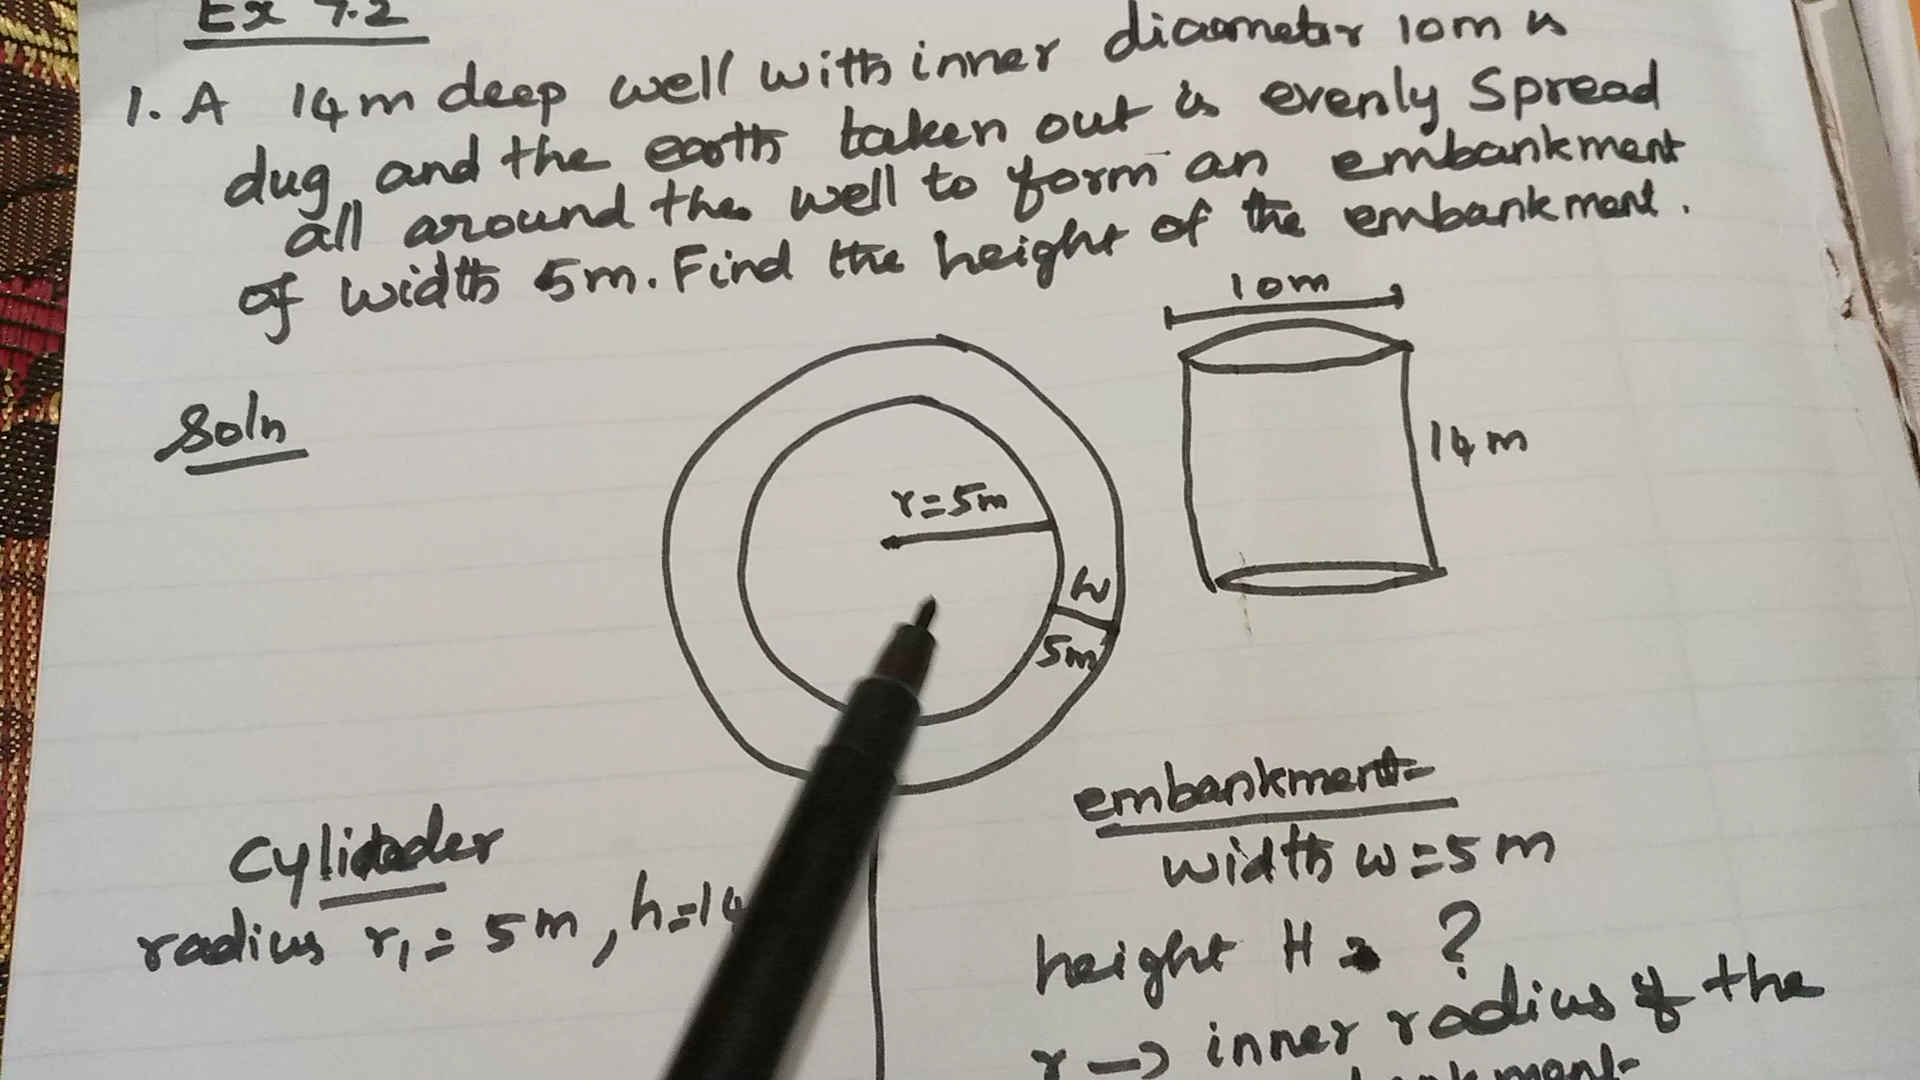 Ex 7.2
1. A 14m deep well with inner diameter 10m is
dug and the earth taken out is evenly spread
all around the well to form an embankment
of width 5m. Find the height of the embankment.
10m
Soln
14m
r=5m
w
5m
embankment
Cylinder
width w=5m
radius r₁= 5m, h=14
height H = ?
r → inner radius of the